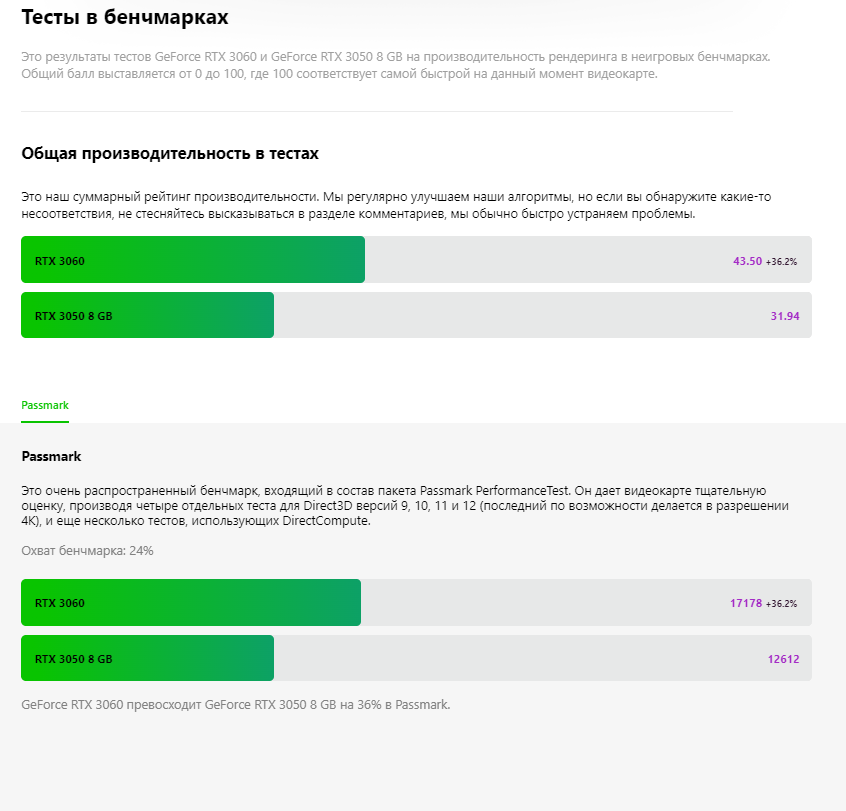 Тесты в бенчмарках
Это результаты тестов GeForce RTX 3060 и GeForce RTX 3050 8 GB на производительность рендеринга в неигровых бенчмарках.
Общий балл выставляется от 0 до 100, где 100 соответствует самой быстрой на данный момент видеокарте.
Общая производительность в тестах
Это наш суммарный рейтинг производительности. Мы регулярно улучшаем наши алгоритмы, но если вы обнаружите какие-то
несоответствия, не стесняйтесь высказываться в разделе комментариев, мы обычно быстро устраняем проблемы.
RTX 3060 43.50 +36.2%
RTX 3050 8 GB 31.94
Passmark
Passmark
Это очень распространенный бенчмарк, входящий в состав пакета Passmark PerformanceTest. Он дает видеокарте тщательную
оценку, производя четыре отдельных теста для Direct3D версий 9, 10, 11 и 12 (последний по возможности делается в разрешении
4K), и еще несколько тестов, использующих DirectCompute.
Охват бенчмарка: 24%
RTX 3060 17178 +36.2%
RTX 3050 8 GB 12612
GeForce RTX 3060 превосходит GeForce RTX 3050 8 GB на 36% в Passmark.